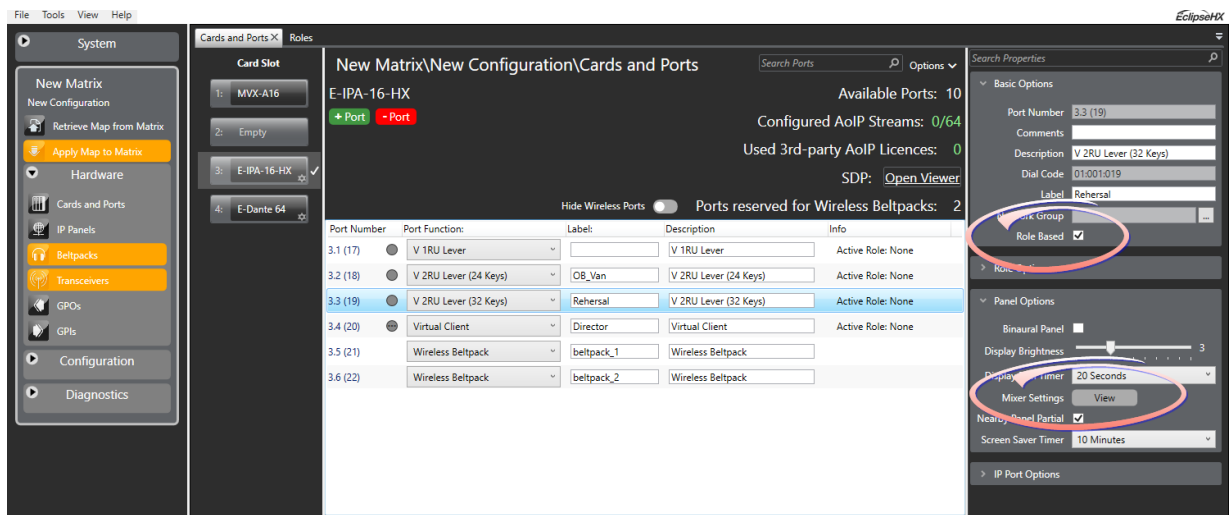 File Tools View Help
EclipseHX
System
New Matrix
New Configuration
Retrieve Map from Matrix
Apply Map to Matrix
Hardware
Cards and Ports
IP Panels
Beltpacks
Transceivers
GPOs
GPIs
Configuration
Diagnostics
Cards and Ports X Roles
Card Slot
1: MVX-A16
2: Empty
3: E-IPA-16-HX
4: E-Dante 64
New Matrix\New Configuration\Cards and Ports
Search Ports
Options
E-IPA-16-HX
Available Ports: 10
+ Port - Port
Configured AoIP Streams: 0/64
Used 3rd-party AoIP Licences: 0
SDP: Open Viewer
Hide Wireless Ports
Ports reserved for Wireless Beltpacks: 2
Port Number Port Function: Label: Description Info
3.1 (17) V 1RU Lever V 1RU Lever Active Role: None
3.2 (18) V 2RU Lever (24 Keys) OB_Van V 2RU Lever (24 Keys) Active Role: None
3.3 (19) V 2RU Lever (32 Keys) Rehersal V 2RU Lever (32 Keys) Active Role: None
3.4 (20) Virtual Client Director Virtual Client Active Role: None
3.5 (21) Wireless Beltpack beltpack_1 Wireless Beltpack
3.6 (22) Wireless Beltpack beltpack_2 Wireless Beltpack
Search Properties
Basic Options
Port Number 3.3 (19)
Comments
Description V 2RU Lever (32 Keys)
Dial Code 01:001:019
Label Rehersal
Group ...
Role Based
Role
Panel Options
Binaural Panel
Display Brightness 3
Timer 20 Seconds
Mixer Settings View
Nearby Panel Partial
Screen Saver Timer 10 Minutes
IP Port Options